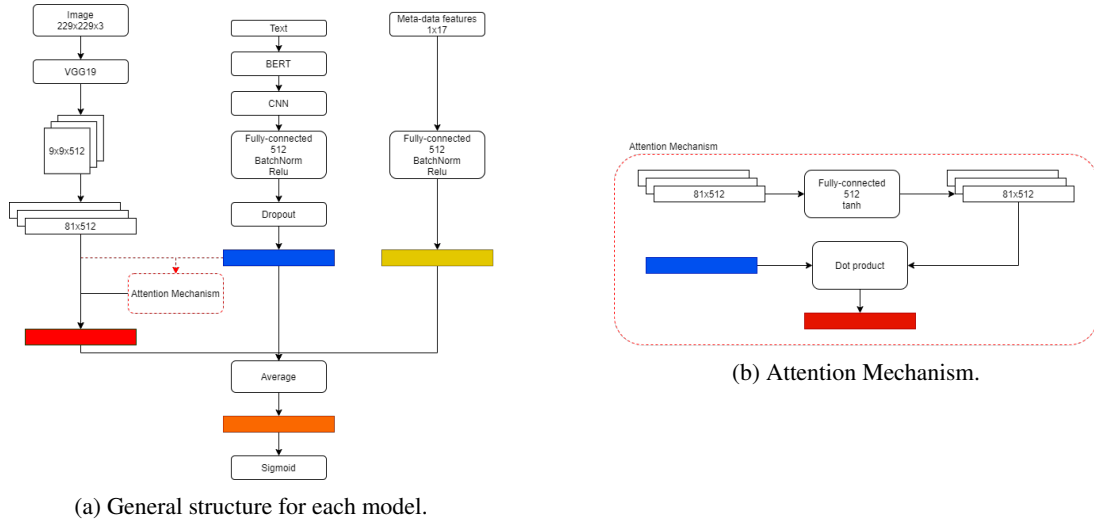 Image
229x229x3
VGG19
9x9x512
81x512
Attention Mechanism
Text
BERT
CNN
Fully-connected
512
BatchNorm
Relu
Dropout
Meta-data features
1x17
Fully-connected
512
BatchNorm
Relu
Average
Sigmoid
(a) General structure for each model.
Attention Mechanism
81x512
Fully-connected
512
tanh
81x512
Dot product
(b) Attention Mechanism.